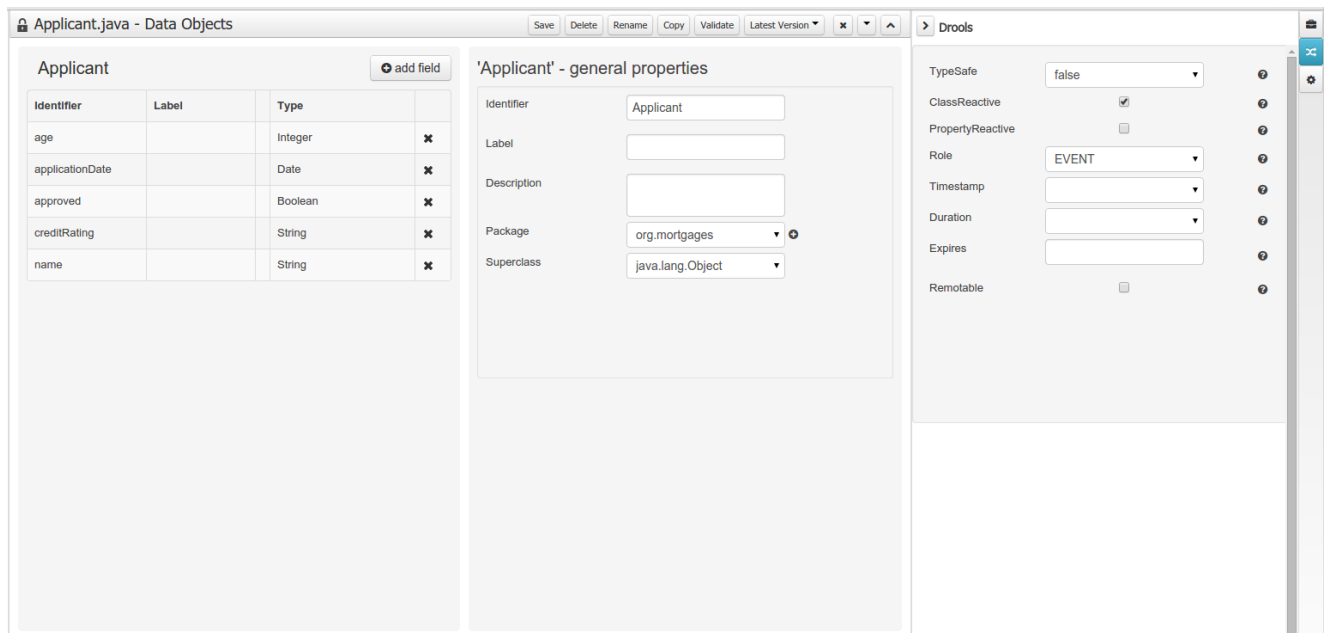 Applicant.java - Data Objects
Save Delete Rename Copy Validate Latest Version
Drools
Applicant
add field
Identifier Label Type
age Integer
applicationDate Date
approved Boolean
creditRating String
name String
'Applicant' - general properties
Identifier Applicant
Label
Description
Package org.mortgages
Superclass java.lang.Object
TypeSafe false
ClassReactive
PropertyReactive
Role EVENT
Timestamp
Duration
Expires
Remotable